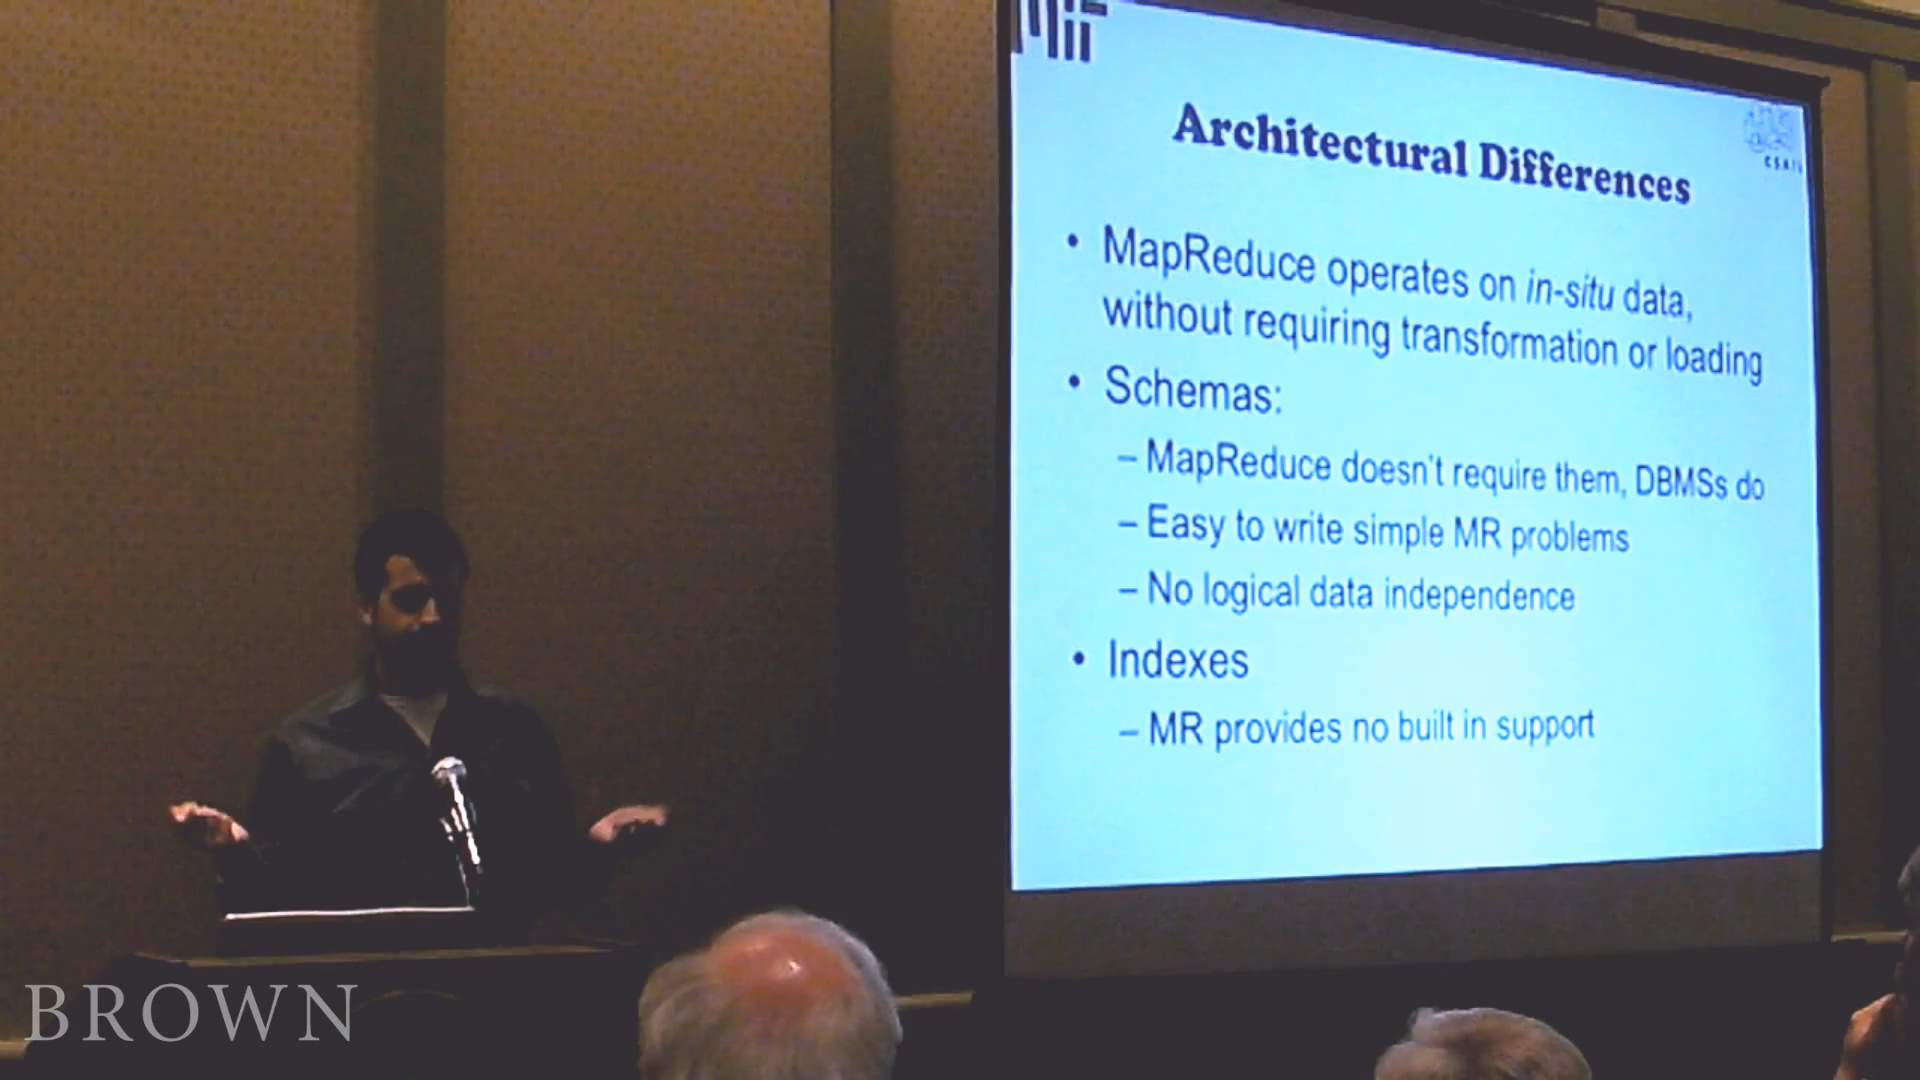 MiT
CSAIL
Architectural Differences
• MapReduce operates on in-situ data,
without requiring transformation or loading
• Schemas:
– MapReduce doesn't require them, DBMSs do
– Easy to write simple MR problems
– No logical data independence
• Indexes
– MR provides no built in support
BROWN